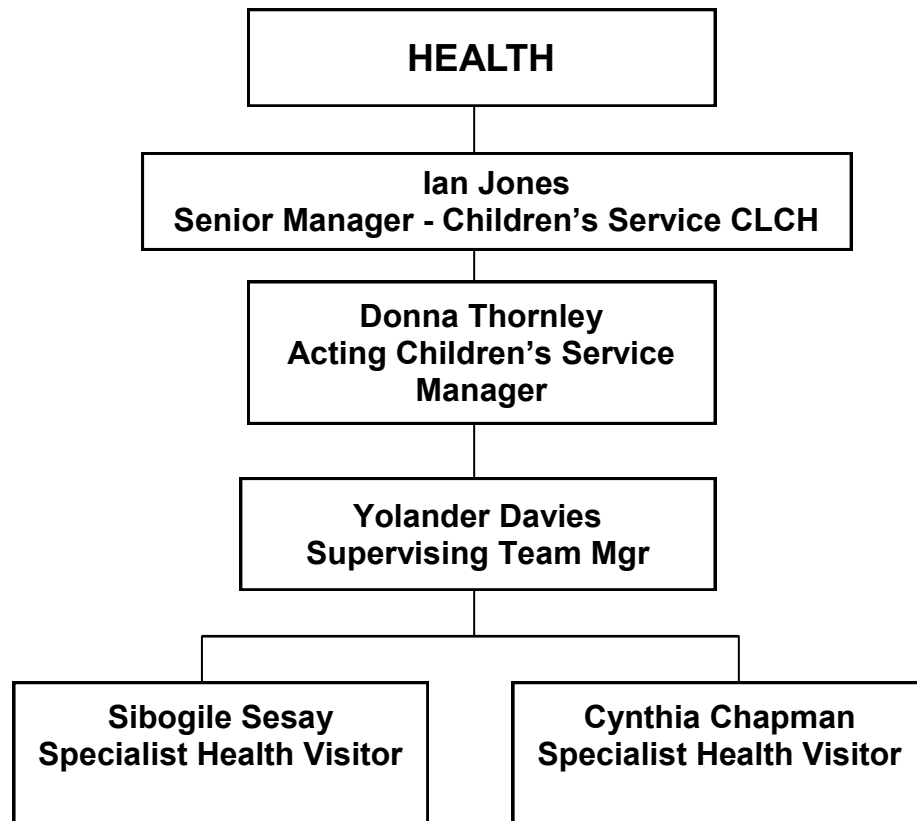 HEALTH
Ian Jones
Senior Manager - Children’s Service CLCH
Donna Thornley
Acting Children’s Service
Manager
Yolander Davies
Supervising Team Mgr
Sibogile Sesay
Specialist Health Visitor
Cynthia Chapman
Specialist Health Visitor